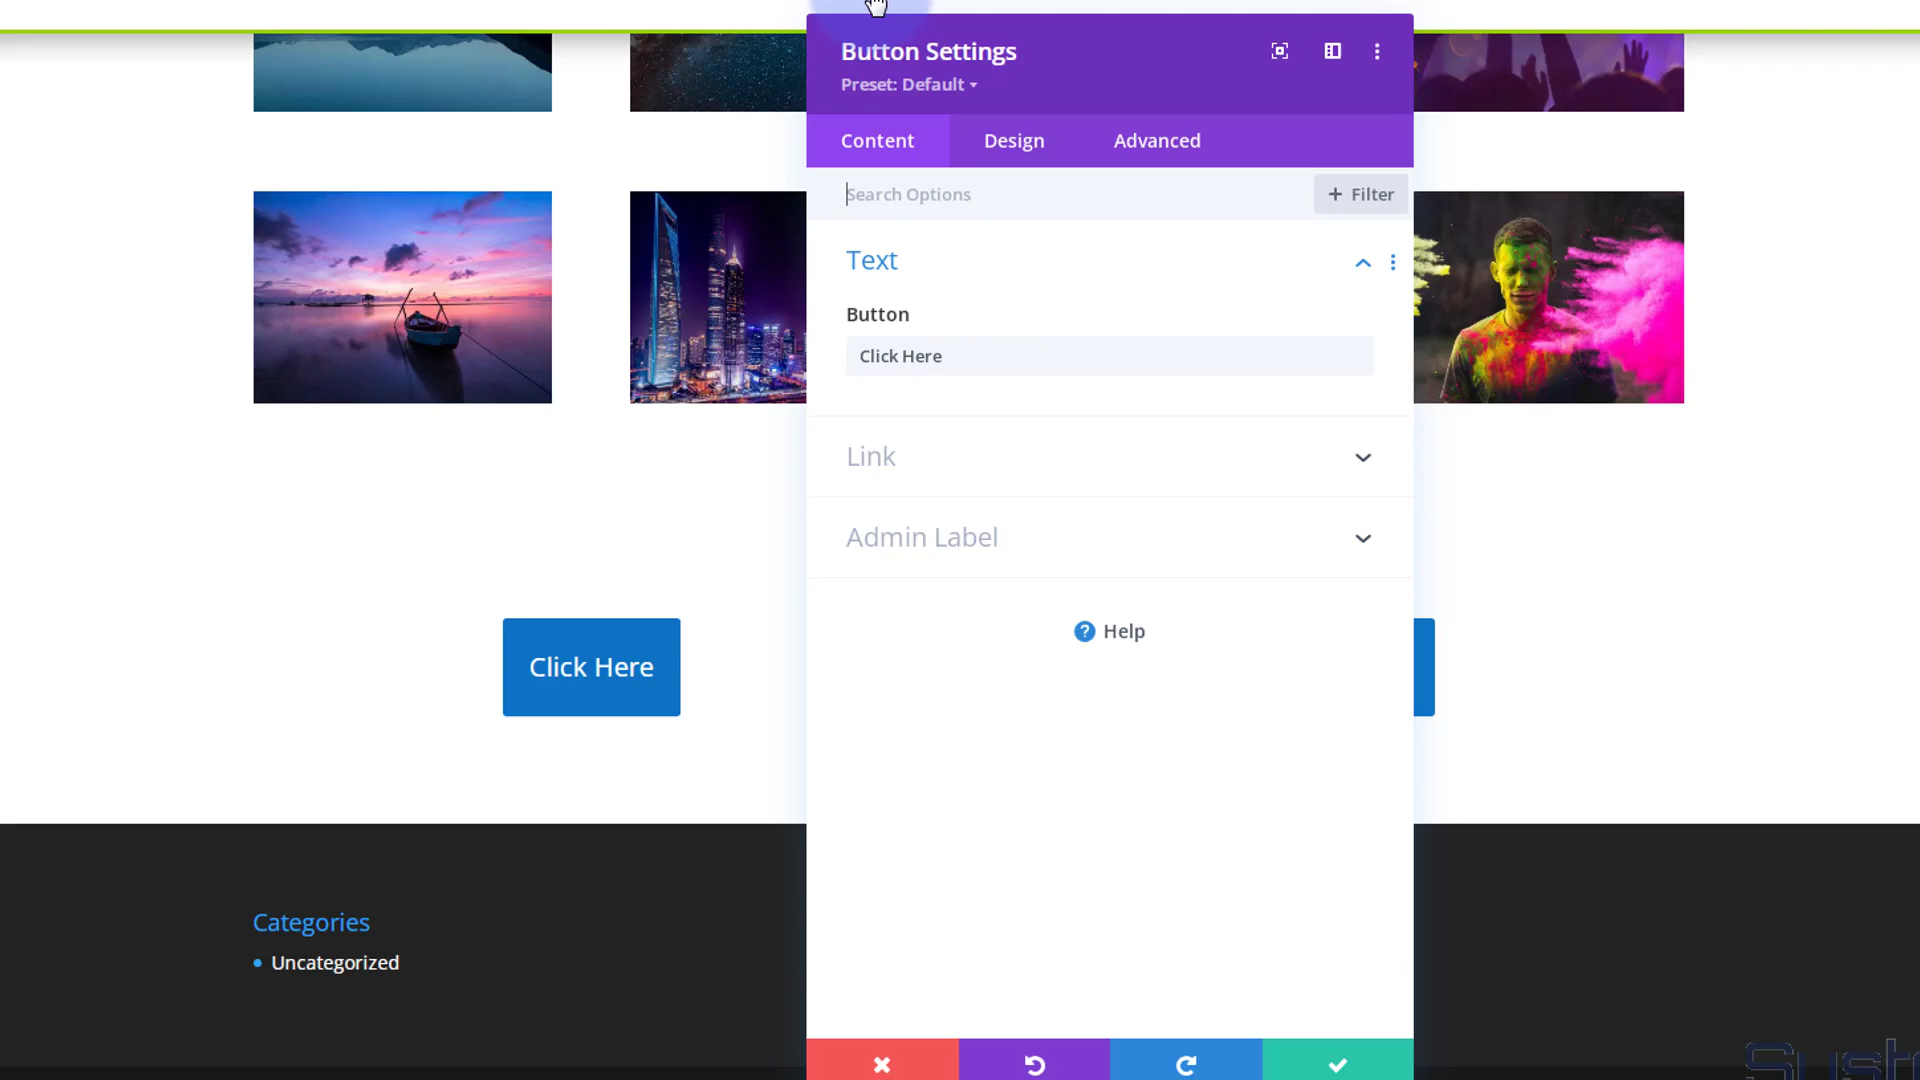 Button Settings
Preset: Default
Content
Design
Advanced
Search Options
+ Filter
Text
Button
Click Here
Link
Admin Label
? Help
Click Here
Categories
Uncategorized